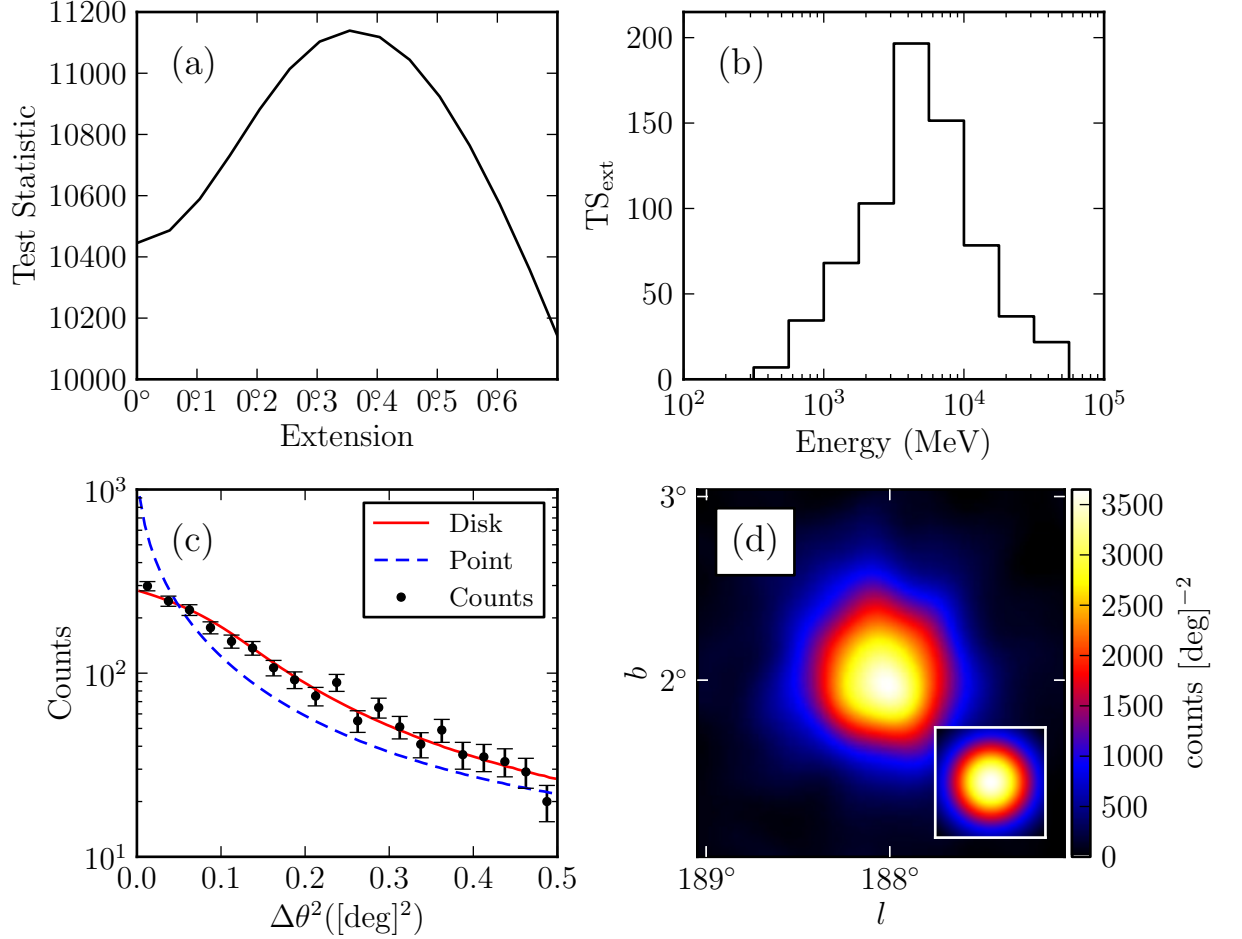 (a)
11200
11000
10800
10600
10400
10200
10000
Test Statistic
0° 0°.1 0°.2 0°.3 0°.4 0°.5 0°.6
Extension
(b)
200
150
100
50
0
TS_ext
10² 10³ 10⁴ 10⁵
Energy (MeV)
(c)
10³
10²
10¹
Counts
Disk
Point
Counts
0.0 0.1 0.2 0.3 0.4 0.5
Δθ²([deg]²)
(d)
3°
2°
b
189° 188°
l
3500
3000
2500
2000
1500
1000
500
0
counts [deg]⁻²